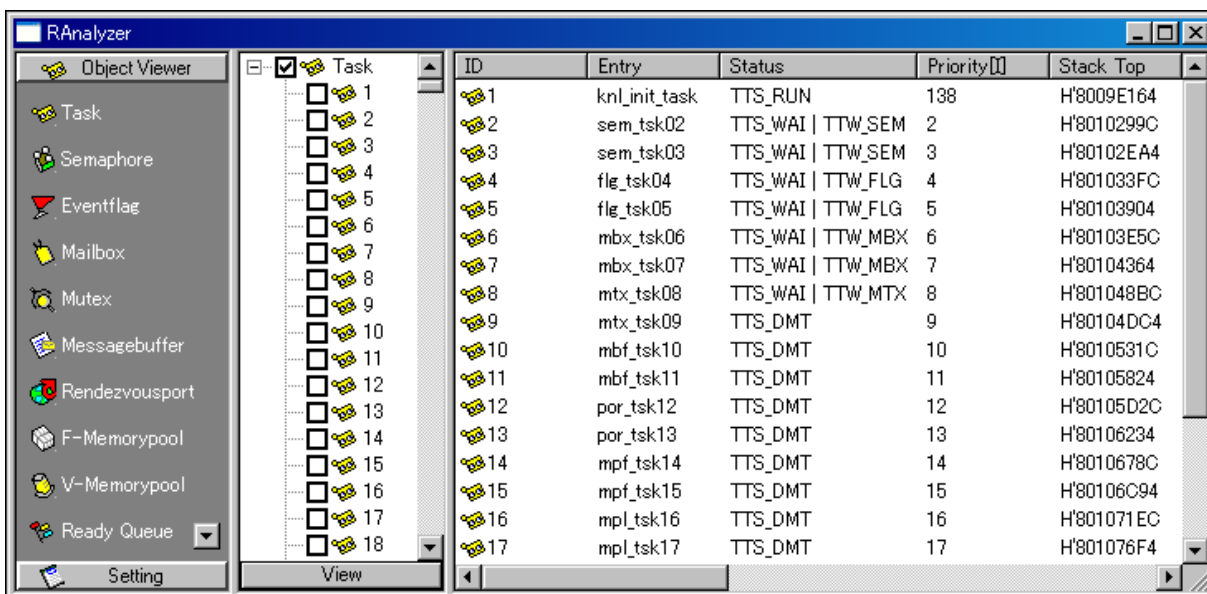 RAnalyzer
Object Viewer
Task
Semaphore
Eventflag
Mailbox
Mutex
Messagebuffer
Rendezvousport
F-Memorypool
V-Memorypool
Ready Queue
Setting
Task
1
2
3
4
5
6
7
8
9
10
11
12
13
14
15
16
17
18
View
ID Entry Status Priority[I] Stack Top
1 knl_init_task TTS_RUN 138 H'8009E164
2 sem_tsk02 TTS_WAI | TTW_SEM 2 H'8010299C
3 sem_tsk03 TTS_WAI | TTW_SEM 3 H'80102EA4
4 flg_tsk04 TTS_WAI | TTW_FLG 4 H'801033FC
5 flg_tsk05 TTS_WAI | TTW_FLG 5 H'80103904
6 mbx_tsk06 TTS_WAI | TTW_MBX 6 H'80103E5C
7 mbx_tsk07 TTS_WAI | TTW_MBX 7 H'80104364
8 mtx_tsk08 TTS_WAI | TTW_MTX 8 H'801048BC
9 mtx_tsk09 TTS_DMT 9 H'80104DC4
10 mbf_tsk10 TTS_DMT 10 H'8010531C
11 mbf_tsk11 TTS_DMT 11 H'80105824
12 por_tsk12 TTS_DMT 12 H'80105D2C
13 por_tsk13 TTS_DMT 13 H'80106234
14 mpf_tsk14 TTS_DMT 14 H'8010678C
15 mpf_tsk15 TTS_DMT 15 H'80106C94
16 mpl_tsk16 TTS_DMT 16 H'801071EC
17 mpl_tsk17 TTS_DMT 17 H'801076F4